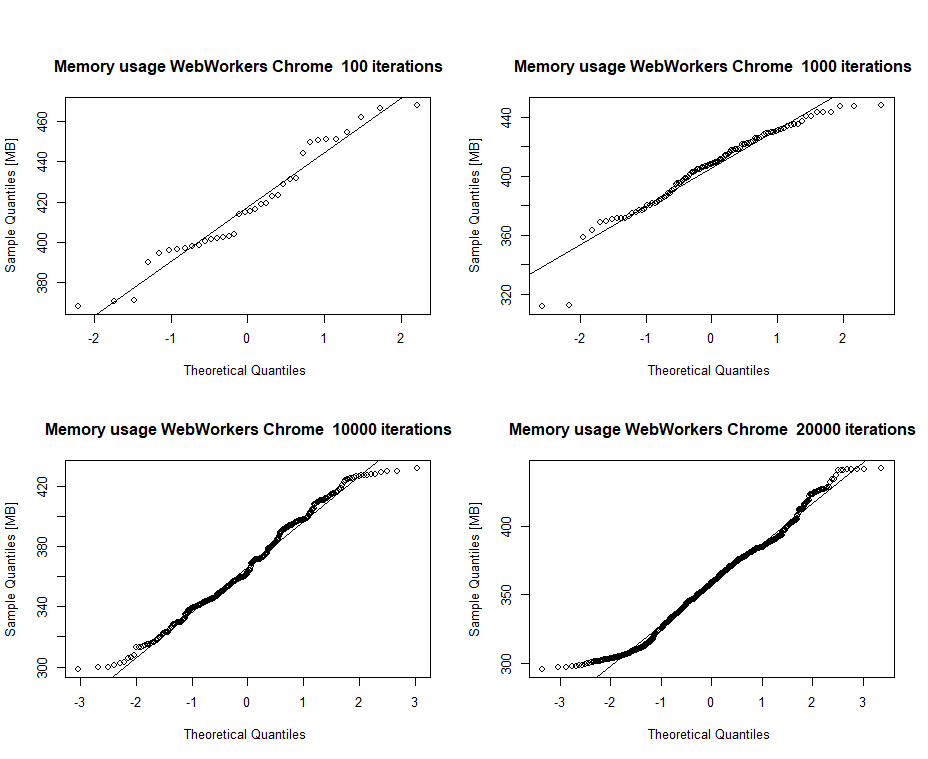 Memory usage WebWorkers Chrome  100 iterations
Sample Quantiles [MB]
460
440
420
400
380
-2 -1 0 1 2
Theoretical Quantiles
Memory usage WebWorkers Chrome  1000 iterations
Sample Quantiles [MB]
440
400
360
320
-2 -1 0 1 2
Theoretical Quantiles
Memory usage WebWorkers Chrome  10000 iterations
Sample Quantiles [MB]
420
380
340
300
-3 -2 -1 0 1 2 3
Theoretical Quantiles
Memory usage WebWorkers Chrome  20000 iterations
Sample Quantiles [MB]
400
350
300
-3 -2 -1 0 1 2 3
Theoretical Quantiles